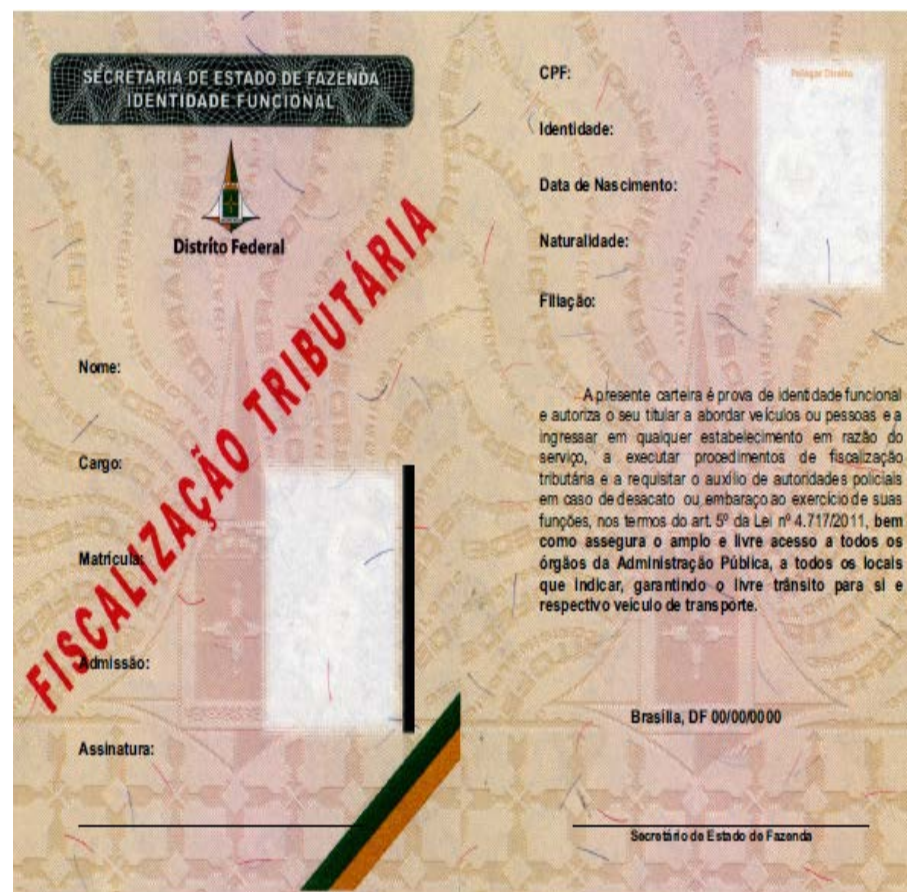 SECRETARIA DE ESTADO DE FAZENDA
IDENTIDADE FUNCIONAL
Distrito Federal
FISCALIZAÇÃO TRIBUTÁRIA
Nome:
Cargo:
Matrícula:
Admissão:
Assinatura:
CPF:
Polegar Direito
Identidade:
Data de Nascimento:
Naturalidade:
Filiação:
A presente carteira é prova de identidade funcional
e autoriza o seu titular a abordar veículos ou pessoas e a
ingressar em qualquer estabelecimento em razão do
serviço, a executar procedimentos de fiscalização
tributária e a requisitar o auxílio de autoridades policiais
em caso de desacato ou embaraço ao exercício de suas
funções, nos termos do art. 5º da Lei nº 4.717/2011, bem
como assegura o amplo e livre acesso a todos os
órgãos da Administração Pública, a todos os locais
que indicar, garantindo o livre trânsito para si e
respectivo veículo de transporte.
Brasília, DF 00/00/0000
Secretário de Estado de Fazenda